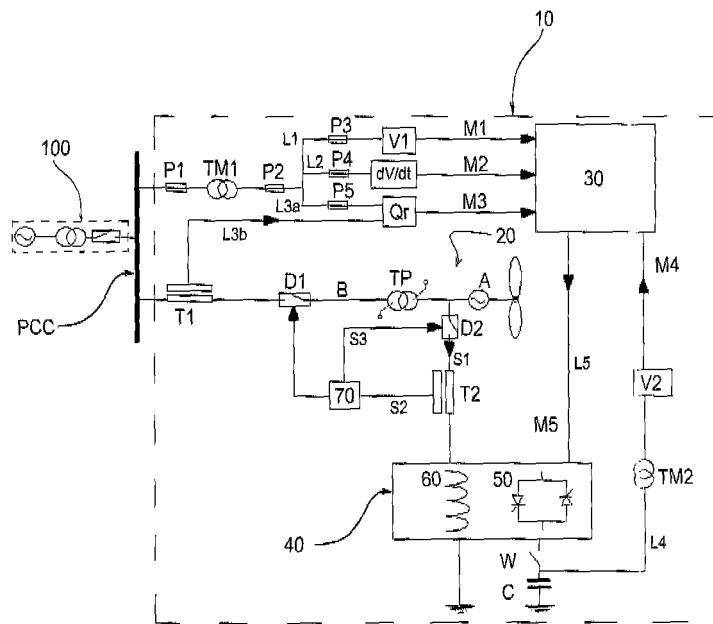 10
P3
L1
V1
M1
100
P1
TM1
P2
L2
P4
dV/dt
M2
30
L3a
P5
Qr
M3
L3b
20
M4
D1
B
TP
A
PCC
T1
S3
D2
L5
S1
70
S2
T2
V2
M5
60
50
TM2
40
W
L4
C